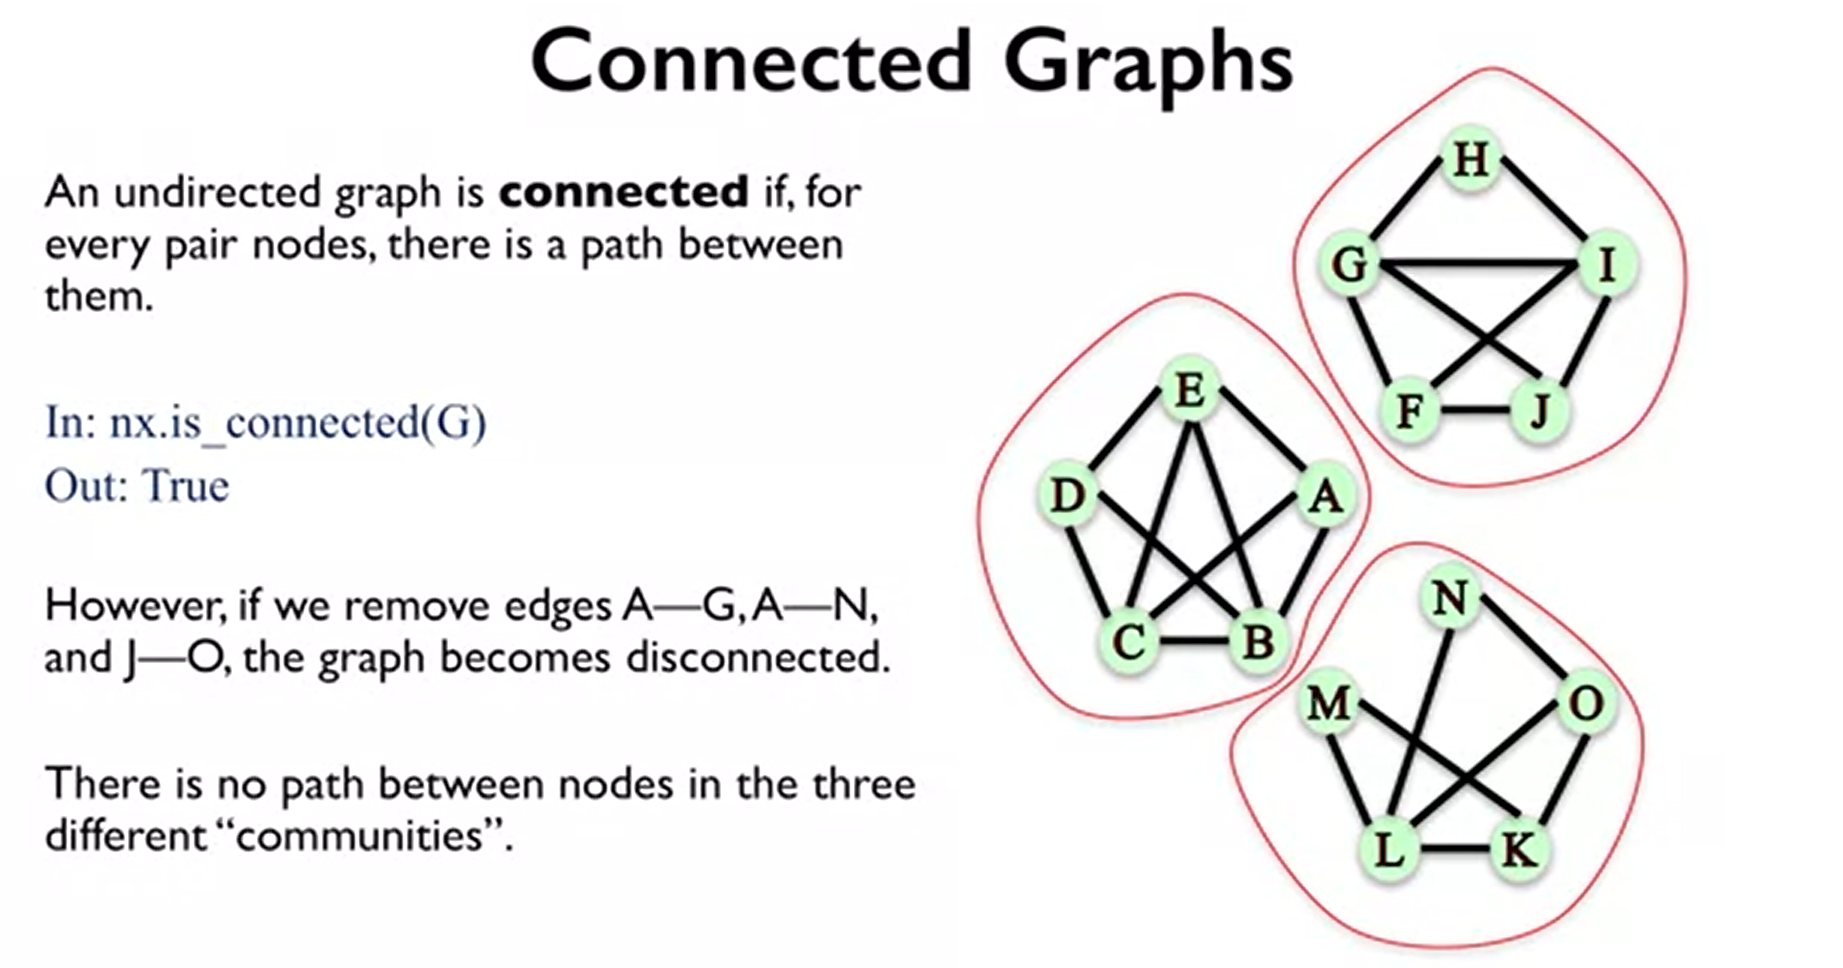 Connected Graphs
An undirected graph is connected if, for
every pair nodes, there is a path between
them.
In: nx.is_connected(G)
Out: True
However, if we remove edges A—G, A—N,
and J—O, the graph becomes disconnected.
There is no path between nodes in the three
different “communities”.
H
G
I
F
J
E
D
A
C
B
N
M
O
L
K